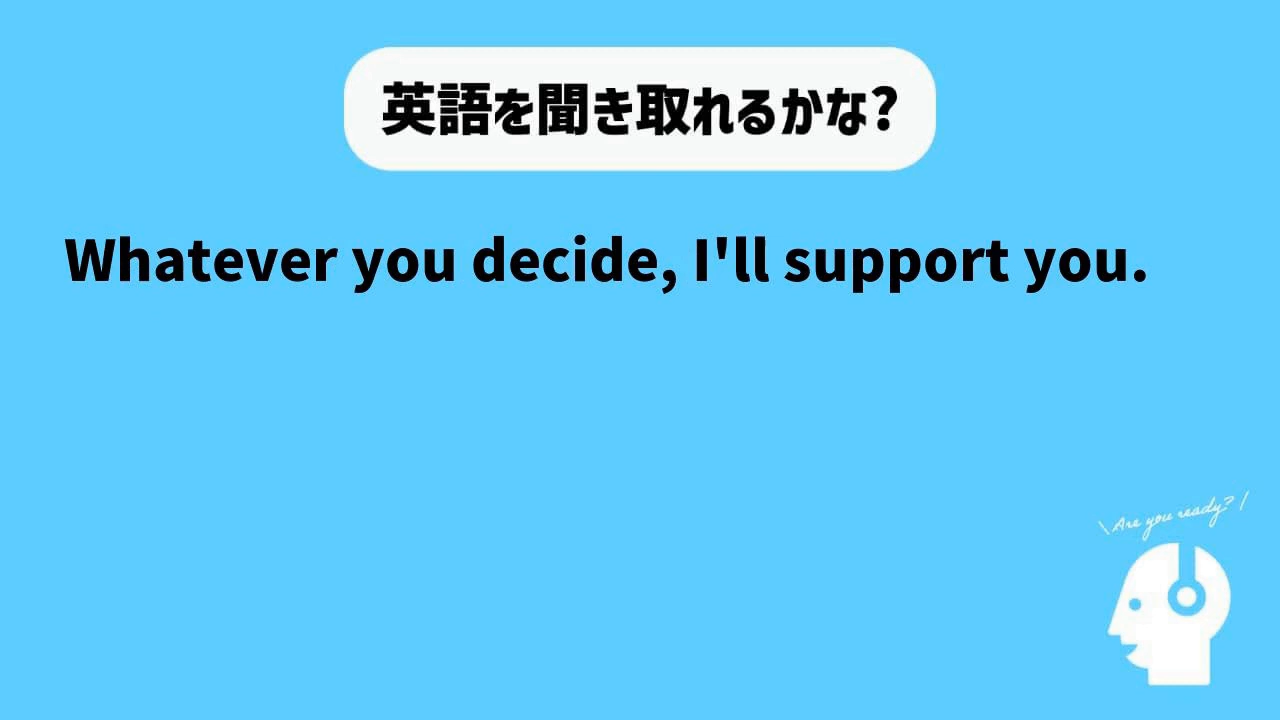 英語を聞き取れるかな?
Whatever you decide, I'll support you.
\Are you ready?/